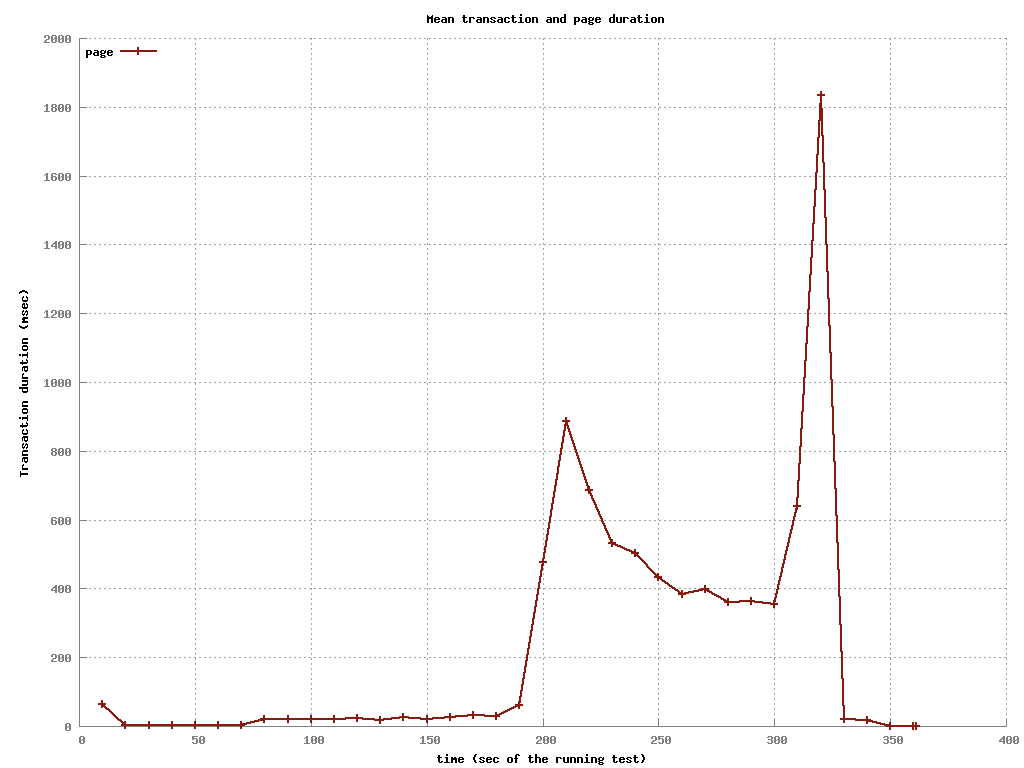 Mean transaction and page duration
page
Transaction duration (msec)
2000
1800
1600
1400
1200
1000
800
600
400
200
0
0 50 100 150 200 250 300 350 400
time (sec of the running test)